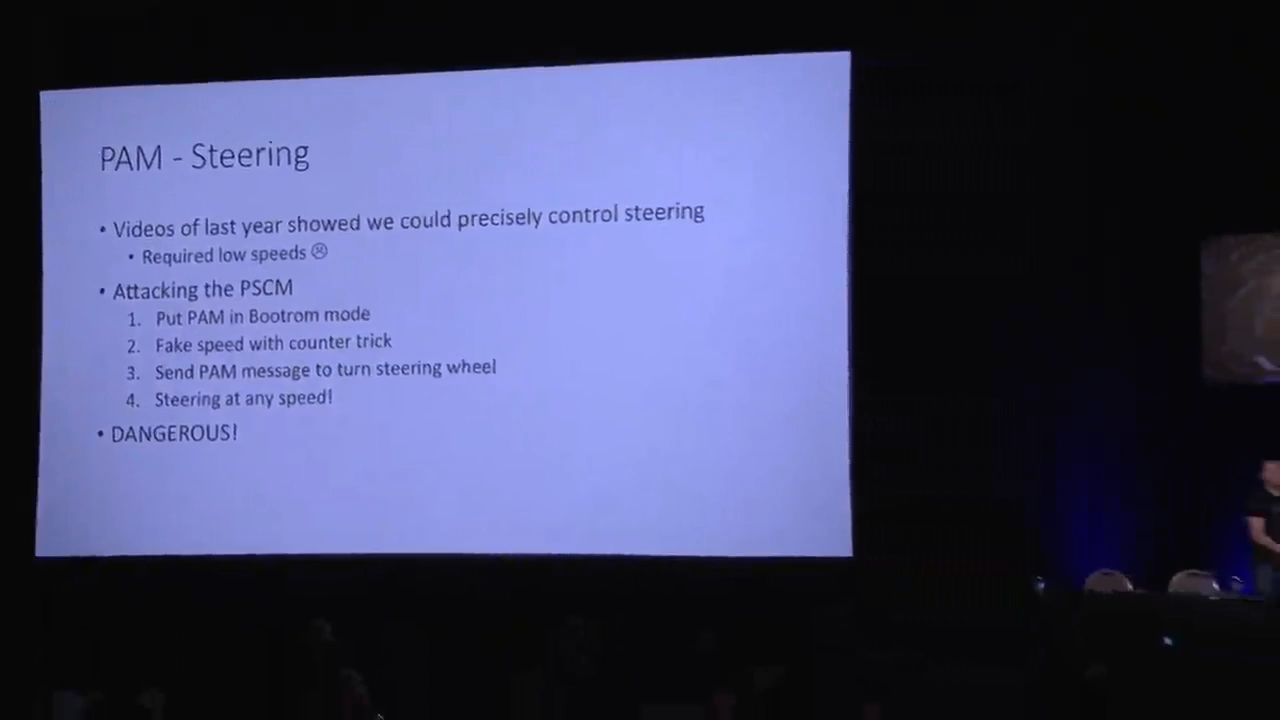 PAM - Steering
• Videos of last year showed we could precisely control steering
• Required low speeds ☹
• Attacking the PSCM
1. Put PAM in Bootrom mode
2. Fake speed with counter trick
3. Send PAM message to turn steering wheel
4. Steering at any speed!
• DANGEROUS!